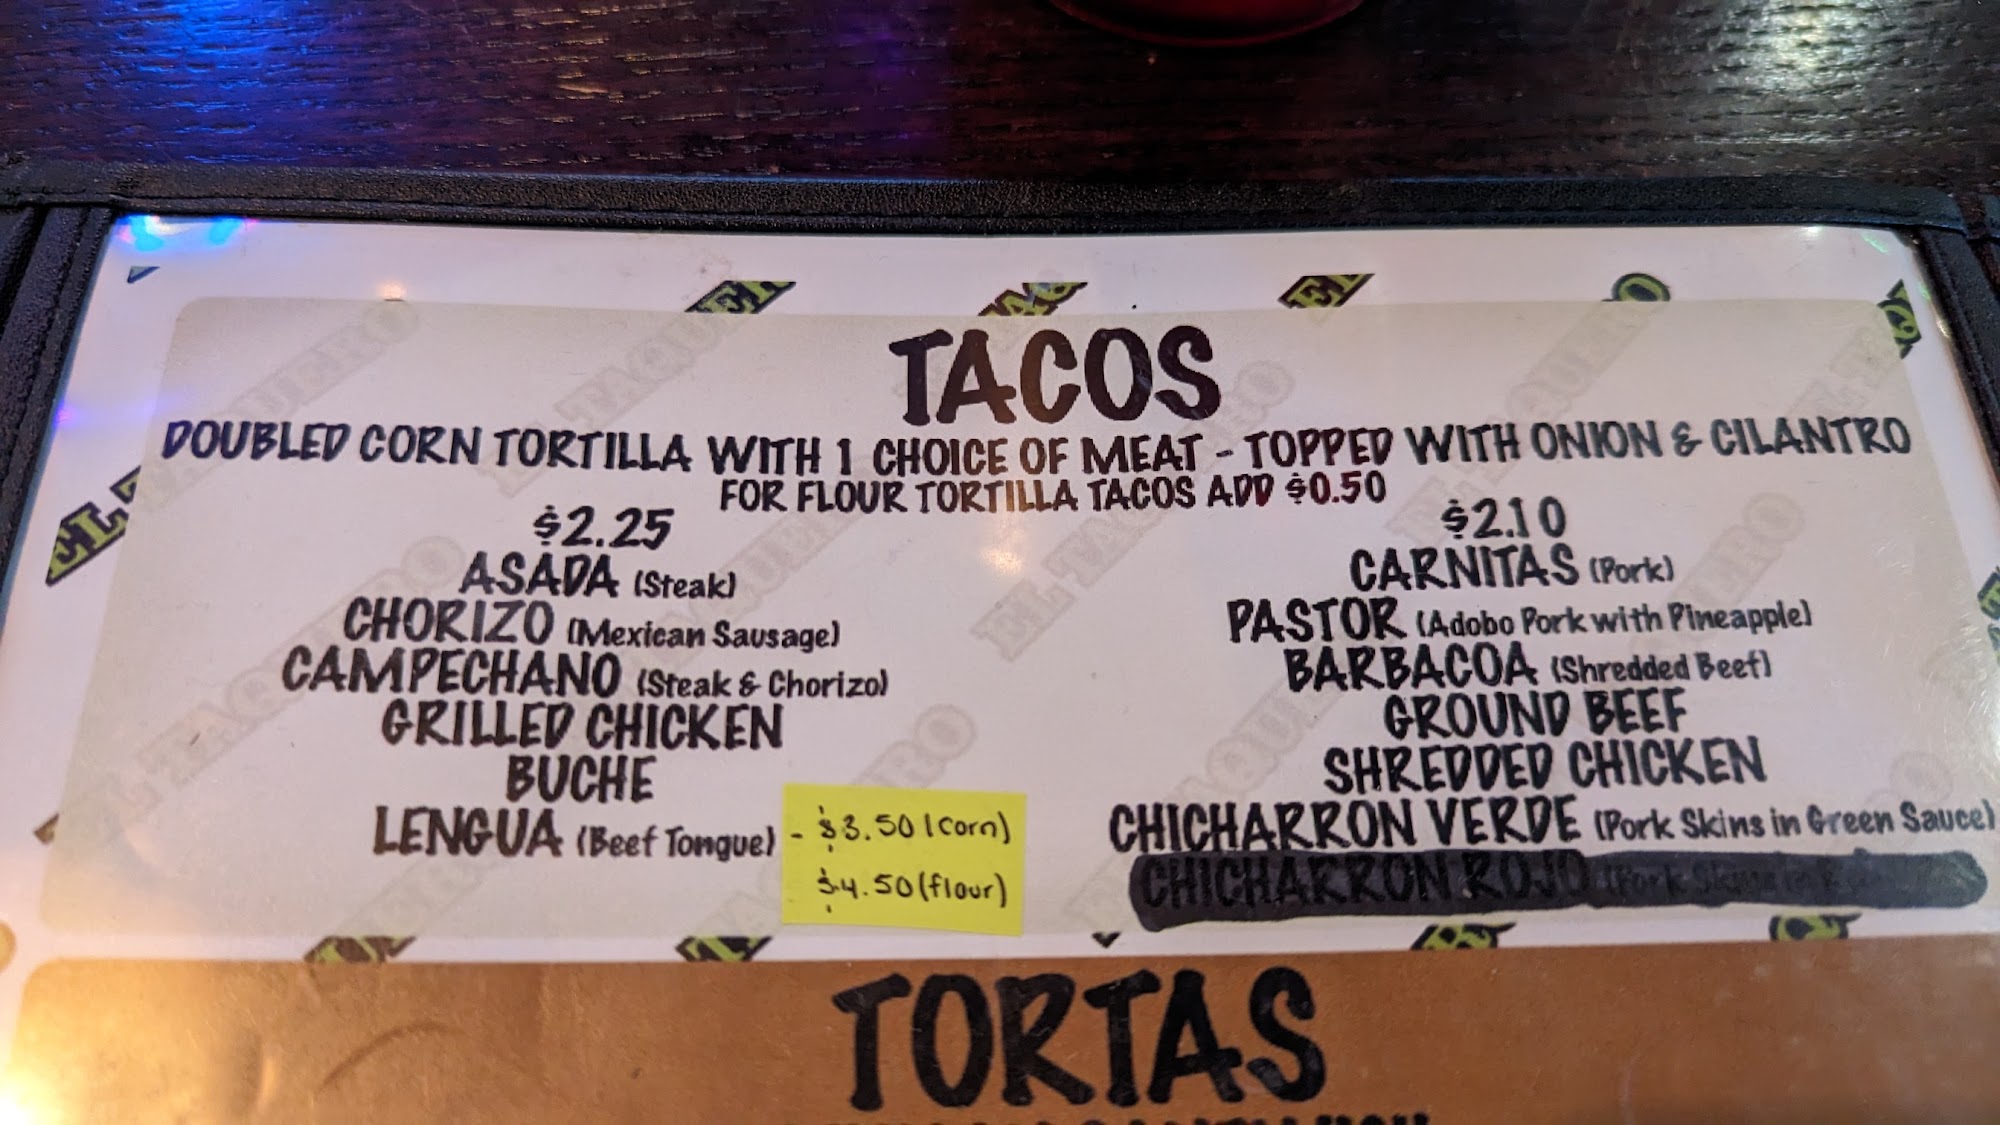 TACOS
DOUBLED CORN TORTILLA WITH 1 CHOICE OF MEAT - TOPPED WITH ONION & CILANTRO
FOR FLOUR TORTILLA TACOS ADD $0.50
$2.25
ASADA (Steak)
CHORIZO (Mexican Sausage)
CAMPECHANO (Steak & Chorizo)
GRILLED CHICKEN
BUCHE
LENGUA (Beef Tongue) - $3.50 (corn)
$4.50 (flour)
$2.10
CARNITAS (Pork)
PASTOR (Adobo Pork with Pineapple)
BARBACOA (Shredded Beef)
GROUND BEEF
SHREDDED CHICKEN
CHICHARRON VERDE (Pork Skins in Green Sauce)
CHICHARRON ROJO (Pork Skins in
TORTAS